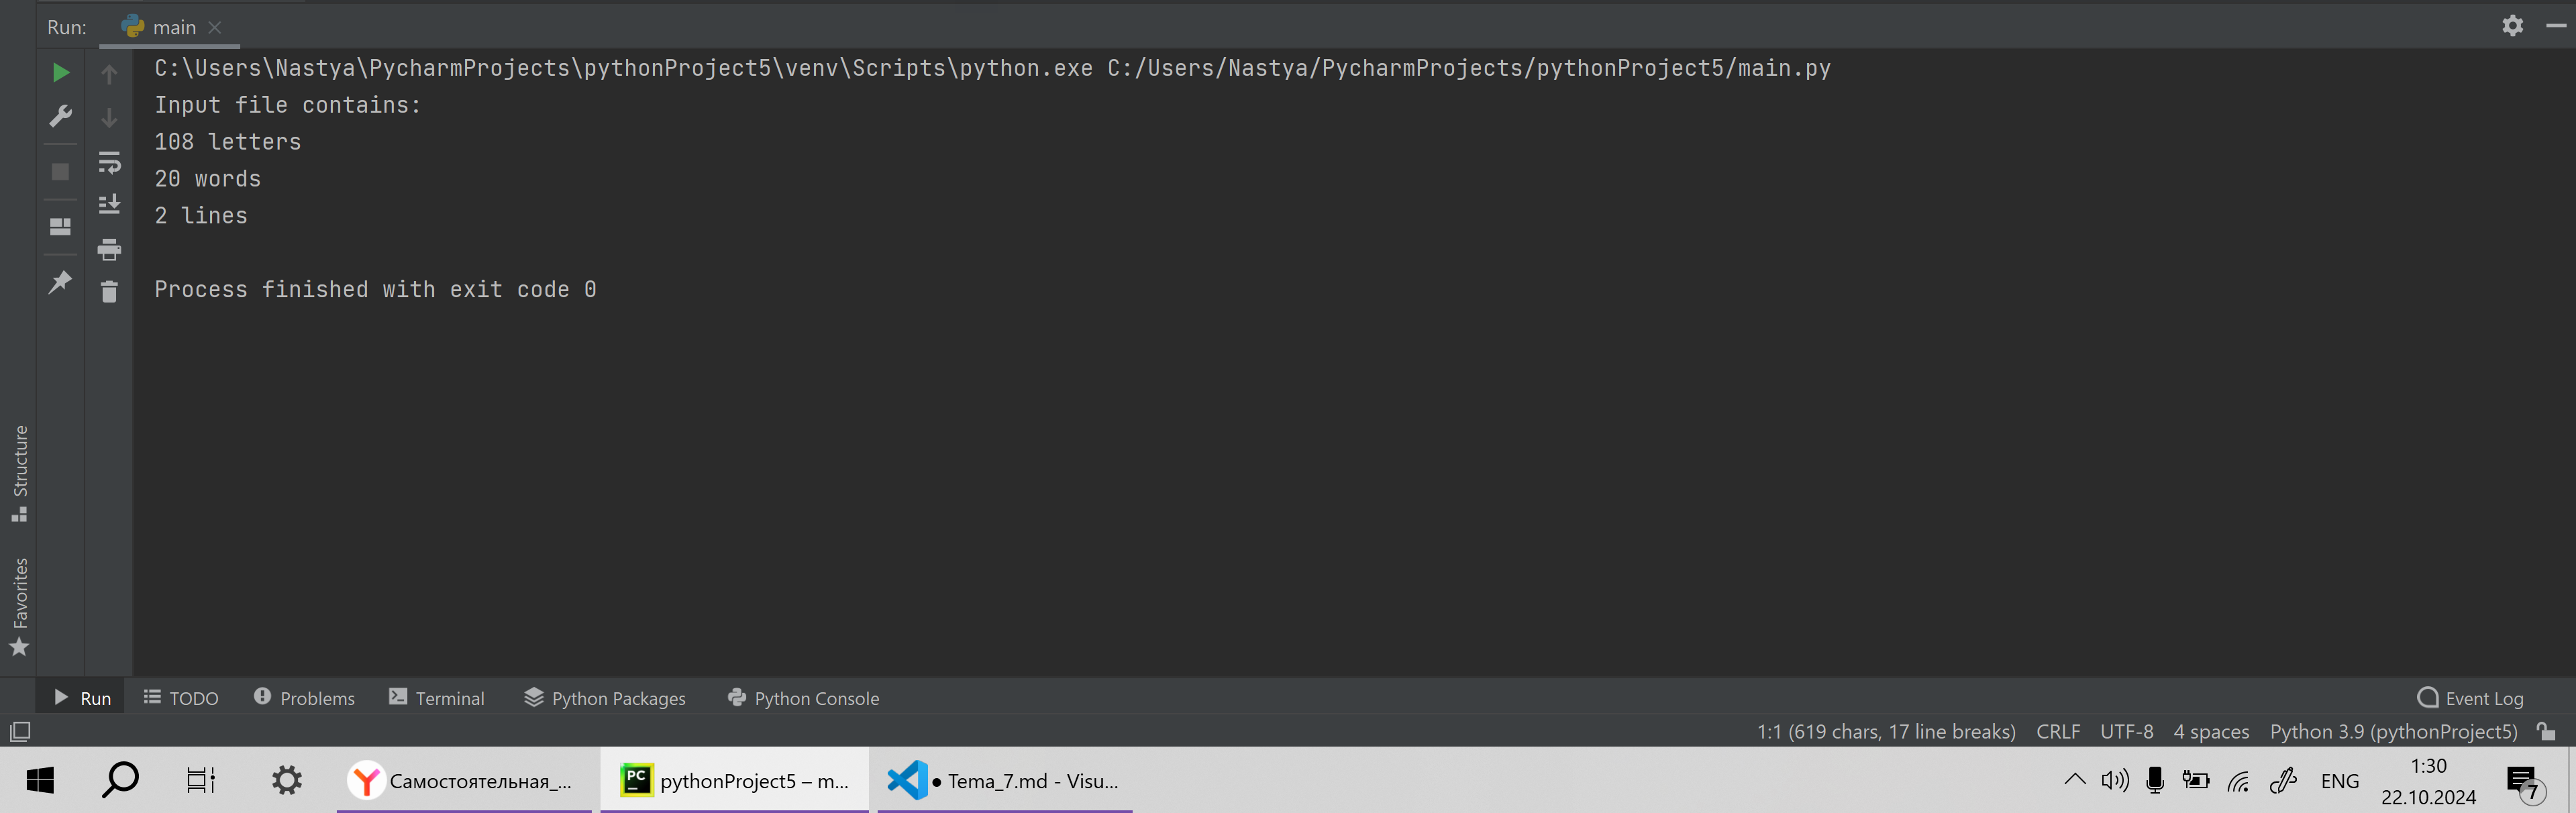 Run: main
C:\Users\Nastya\PycharmProjects\pythonProject5\venv\Scripts\python.exe C:/Users/Nastya/PycharmProjects/pythonProject5/main.py
Input file contains:
108 letters
20 words
2 lines
Process finished with exit code 0
Structure
Favorites
Run TODO Problems Terminal Python Packages Python Console Event Log
1:1 (619 chars, 17 line breaks) CRLF UTF-8 4 spaces Python 3.9 (pythonProject5)
Самостоятельная_... PC pythonProject5 – m... ● Tema_7.md - Visu... ENG 1:30
22.10.2024 7